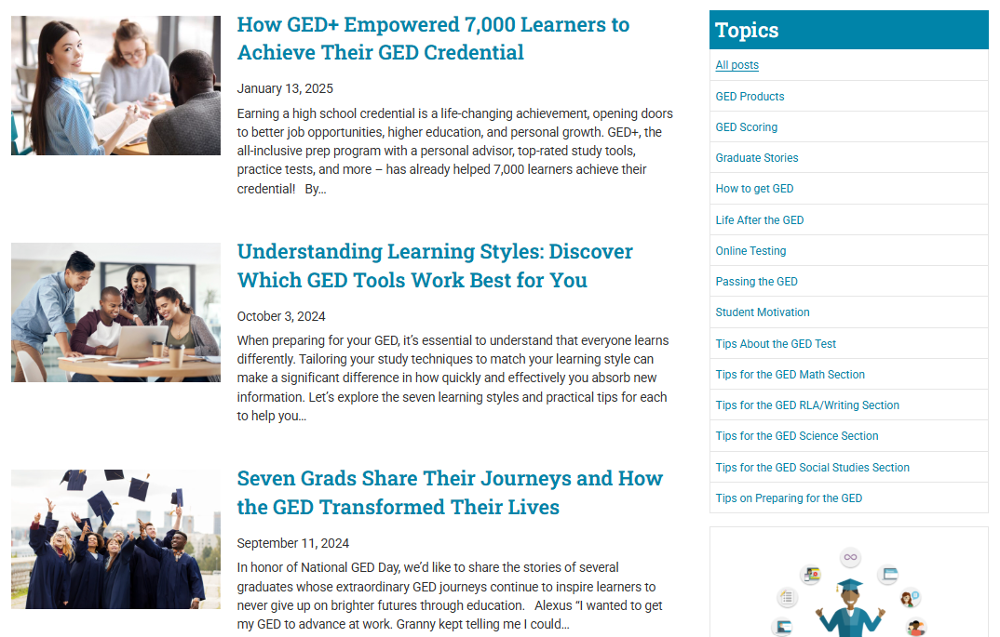 How GED+ Empowered 7,000 Learners to
Achieve Their GED Credential
January 13, 2025
Earning a high school credential is a life-changing achievement, opening doors
to better job opportunities, higher education, and personal growth. GED+, the
all-inclusive prep program with a personal advisor, top-rated study tools,
practice tests, and more – has already helped 7,000 learners achieve their
credential!   By…
Understanding Learning Styles: Discover
Which GED Tools Work Best for You
October 3, 2024
When preparing for your GED, it’s essential to understand that everyone learns
differently. Tailoring your study techniques to match your learning style can
make a significant difference in how quickly and effectively you absorb new
information. Let’s explore the seven learning styles and practical tips for each
to help you…
Seven Grads Share Their Journeys and How
the GED Transformed Their Lives
September 11, 2024
In honor of National GED Day, we’d like to share the stories of several
graduates whose extraordinary GED journeys continue to inspire learners to
never give up on brighter futures through education.   Alexus “I wanted to get
my GED to advance at work. Granny kept telling me I could…
Topics
All posts
GED Products
GED Scoring
Graduate Stories
How to get GED
Life After the GED
Online Testing
Passing the GED
Student Motivation
Tips About the GED Test
Tips for the GED Math Section
Tips for the GED RLA/Writing Section
Tips for the GED Science Section
Tips for the GED Social Studies Section
Tips on Preparing for the GED